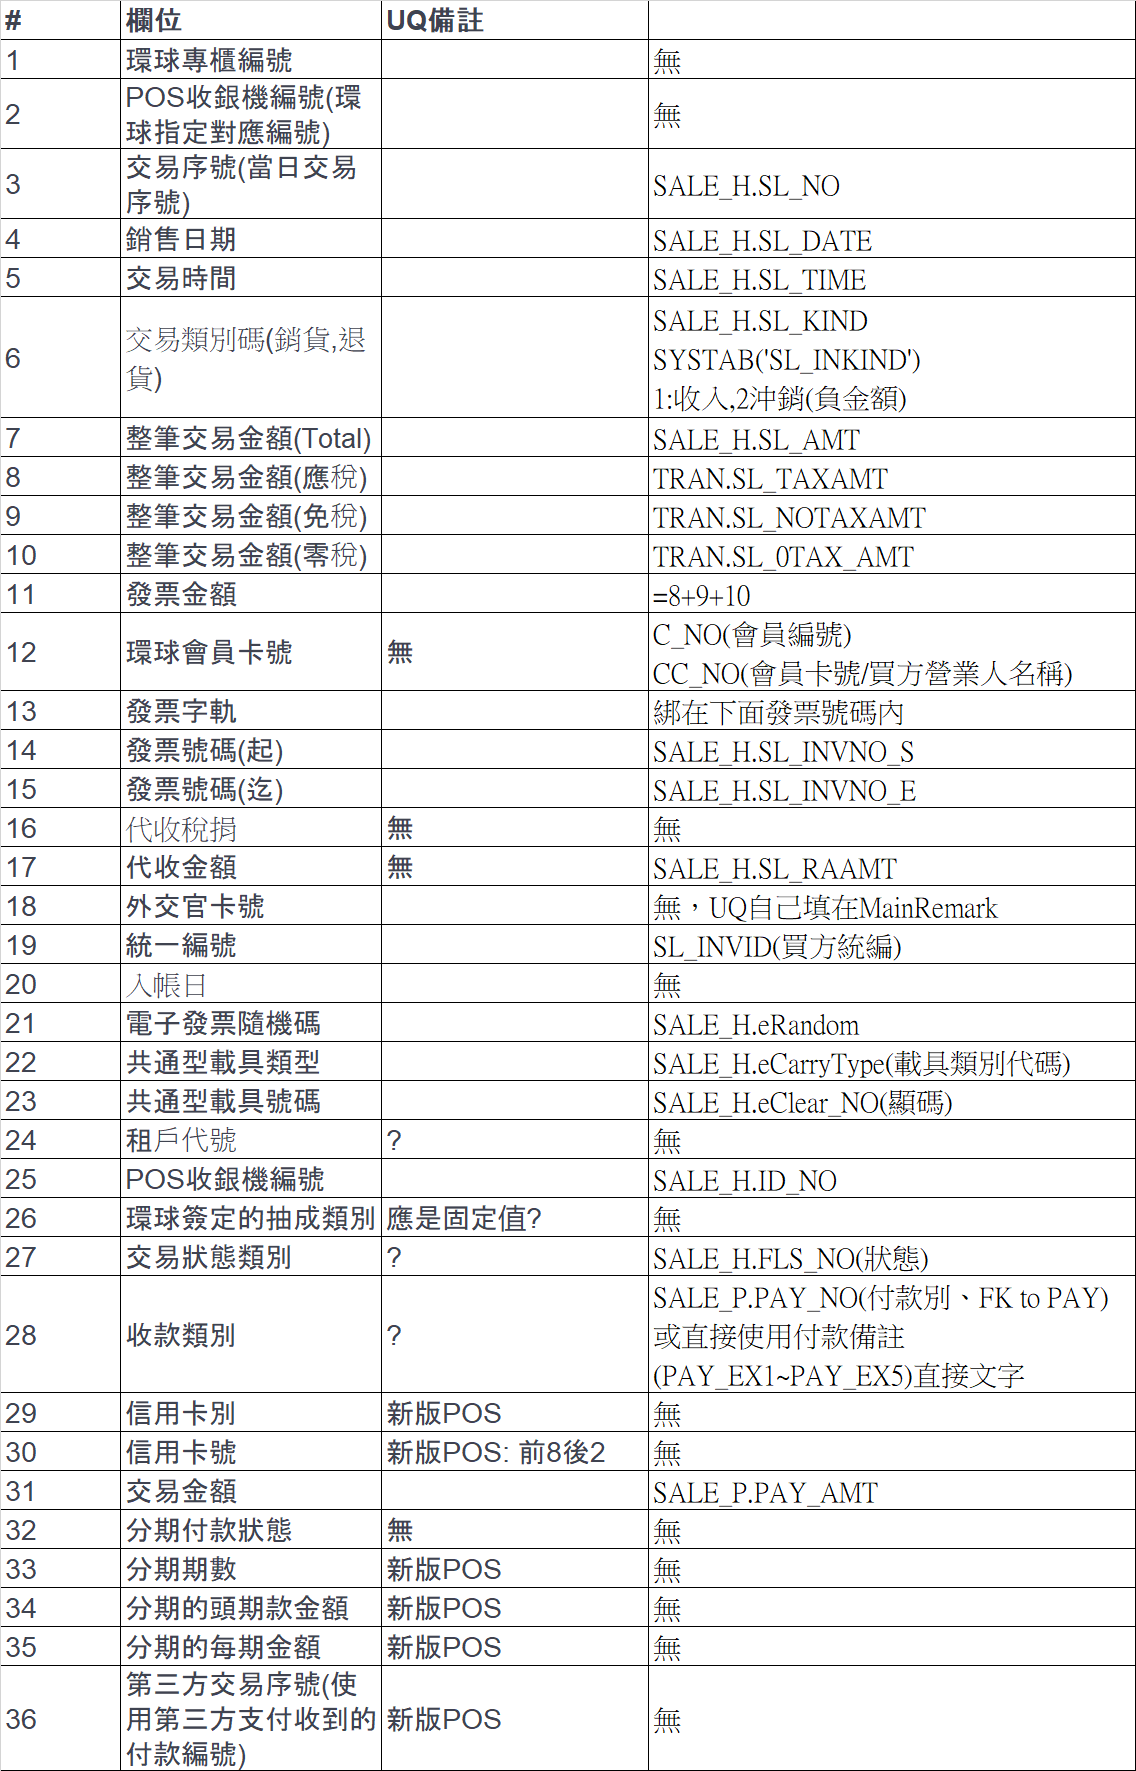 # 欄位 UQ備註
1 環球專櫃編號 無
2 POS收銀機編號(環
球指定對應編號) 無
3 交易序號(當日交易
序號) SALE_H.SL_NO
4 銷售日期 SALE_H.SL_DATE
5 交易時間 SALE_H.SL_TIME
6 交易類別碼(銷貨,退
貨) SALE_H.SL_KIND
SYSTAB('SL_INKIND')
1:收入,2沖銷(負金額)
7 整筆交易金額(Total) SALE_H.SL_AMT
8 整筆交易金額(應稅) TRAN.SL_TAXAMT
9 整筆交易金額(免稅) TRAN.SL_NOTAXAMT
10 整筆交易金額(零稅) TRAN.SL_0TAX_AMT
11 發票金額 =8+9+10
12 環球會員卡號 無 C_NO(會員編號)
CC_NO(會員卡號/買方營業人名稱)
13 發票字軌 綁在下面發票號碼內
14 發票號碼(起) SALE_H.SL_INVNO_S
15 發票號碼(迄) SALE_H.SL_INVNO_E
16 代收稅捐 無 無
17 代收金額 無 SALE_H.SL_RAAMT
18 外交官卡號 無，UQ自己填在MainRemark
19 統一編號 SL_INVID(買方統編)
20 入帳日 無
21 電子發票隨機碼 SALE_H.eRandom
22 共通型載具類型 SALE_H.eCarryType(載具類別代碼)
23 共通型載具號碼 SALE_H.eClear_NO(顯碼)
24 租戶代號 ? 無
25 POS收銀機編號 SALE_H.ID_NO
26 環球簽定的抽成類別 應是固定值? 無
27 交易狀態類別 ? SALE_H.FLS_NO(狀態)
28 收款類別 ? SALE_P.PAY_NO(付款別、FK to PAY)
或直接使用付款備註
(PAY_EX1~PAY_EX5)直接文字
29 信用卡別 新版POS 無
30 信用卡號 新版POS: 前8後2 無
31 交易金額 SALE_P.PAY_AMT
32 分期付款狀態 無 無
33 分期期數 新版POS 無
34 分期的頭期款金額 新版POS 無
35 分期的每期金額 新版POS 無
36 第三方交易序號(使
用第三方支付收到的
付款編號) 新版POS 無